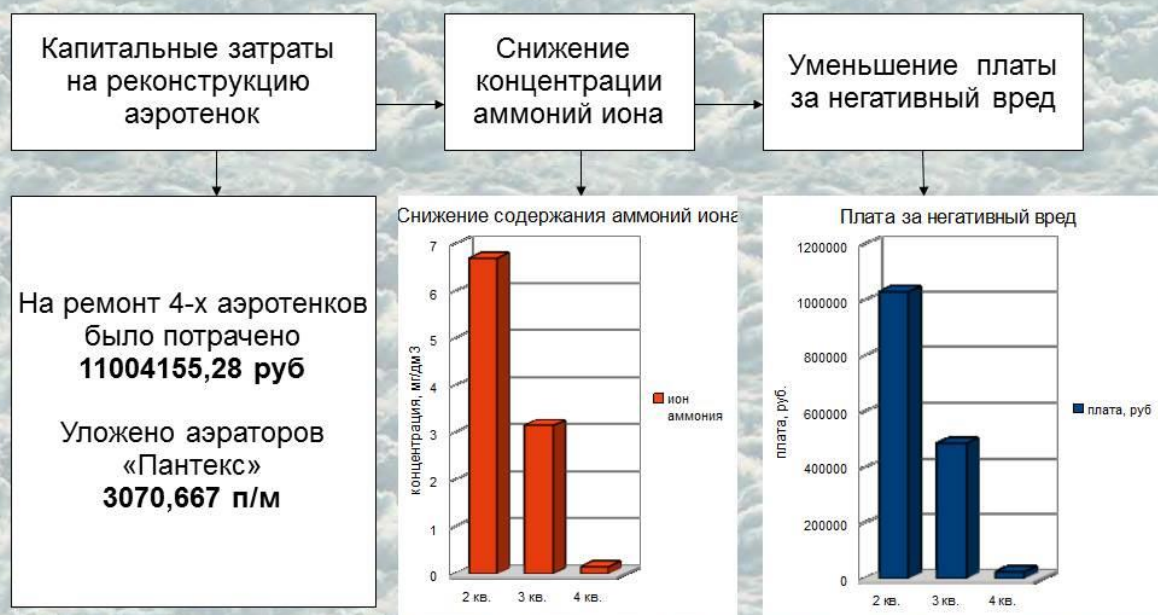 Капитальные затраты
на реконструкцию
аэротенок
Снижение
концентрации
аммоний иона
Уменьшение платы
за негативный вред
На ремонт 4-х аэротенков
было потрачено
11004155,28 руб
Уложено аэраторов
«Пантекс»
3070,667 п/м
Снижение содержания аммоний иона
концентрация, мг/дм3
7
6
5
4
3
2
1
0
2 кв.
3 кв.
4 кв.
ион
аммония
Плата за негативный вред
плата, руб.
1200000
1000000
800000
600000
400000
200000
0
2 кв.
3 кв.
4 кв.
плата, руб